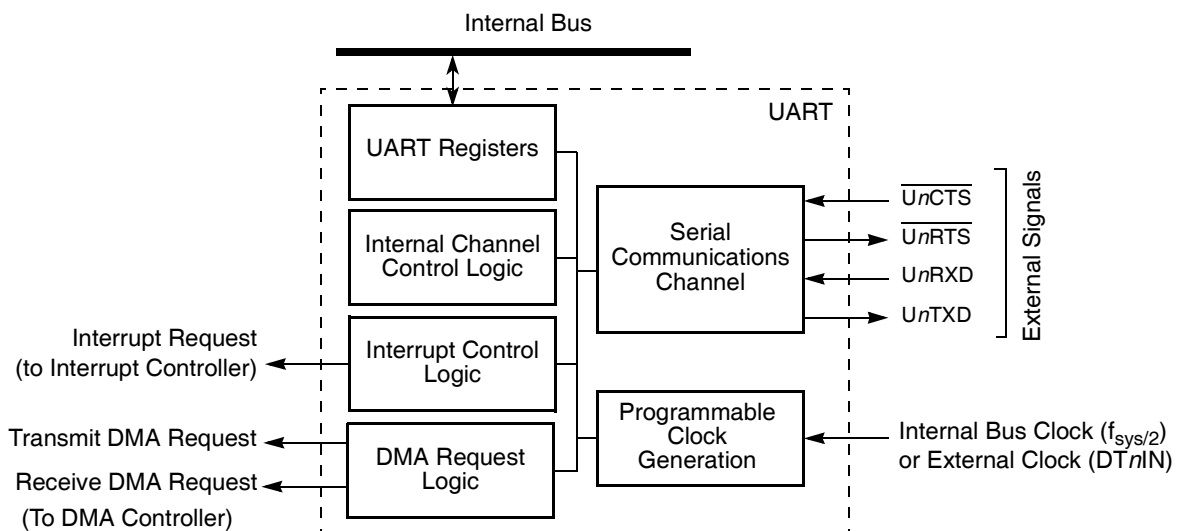 Internal Bus
UART
UART Registers
Internal Channel
Control Logic
Interrupt Control
Logic
DMA Request
Logic
Serial
Communications
Channel
Programmable
Clock
Generation
UnCTS
UnRTS
UnRXD
UnTXD
External Signals
Interrupt Request
(to Interrupt Controller)
Transmit DMA Request
Receive DMA Request
(To DMA Controller)
Internal Bus Clock (fsys/2)
or External Clock (DTnIN)